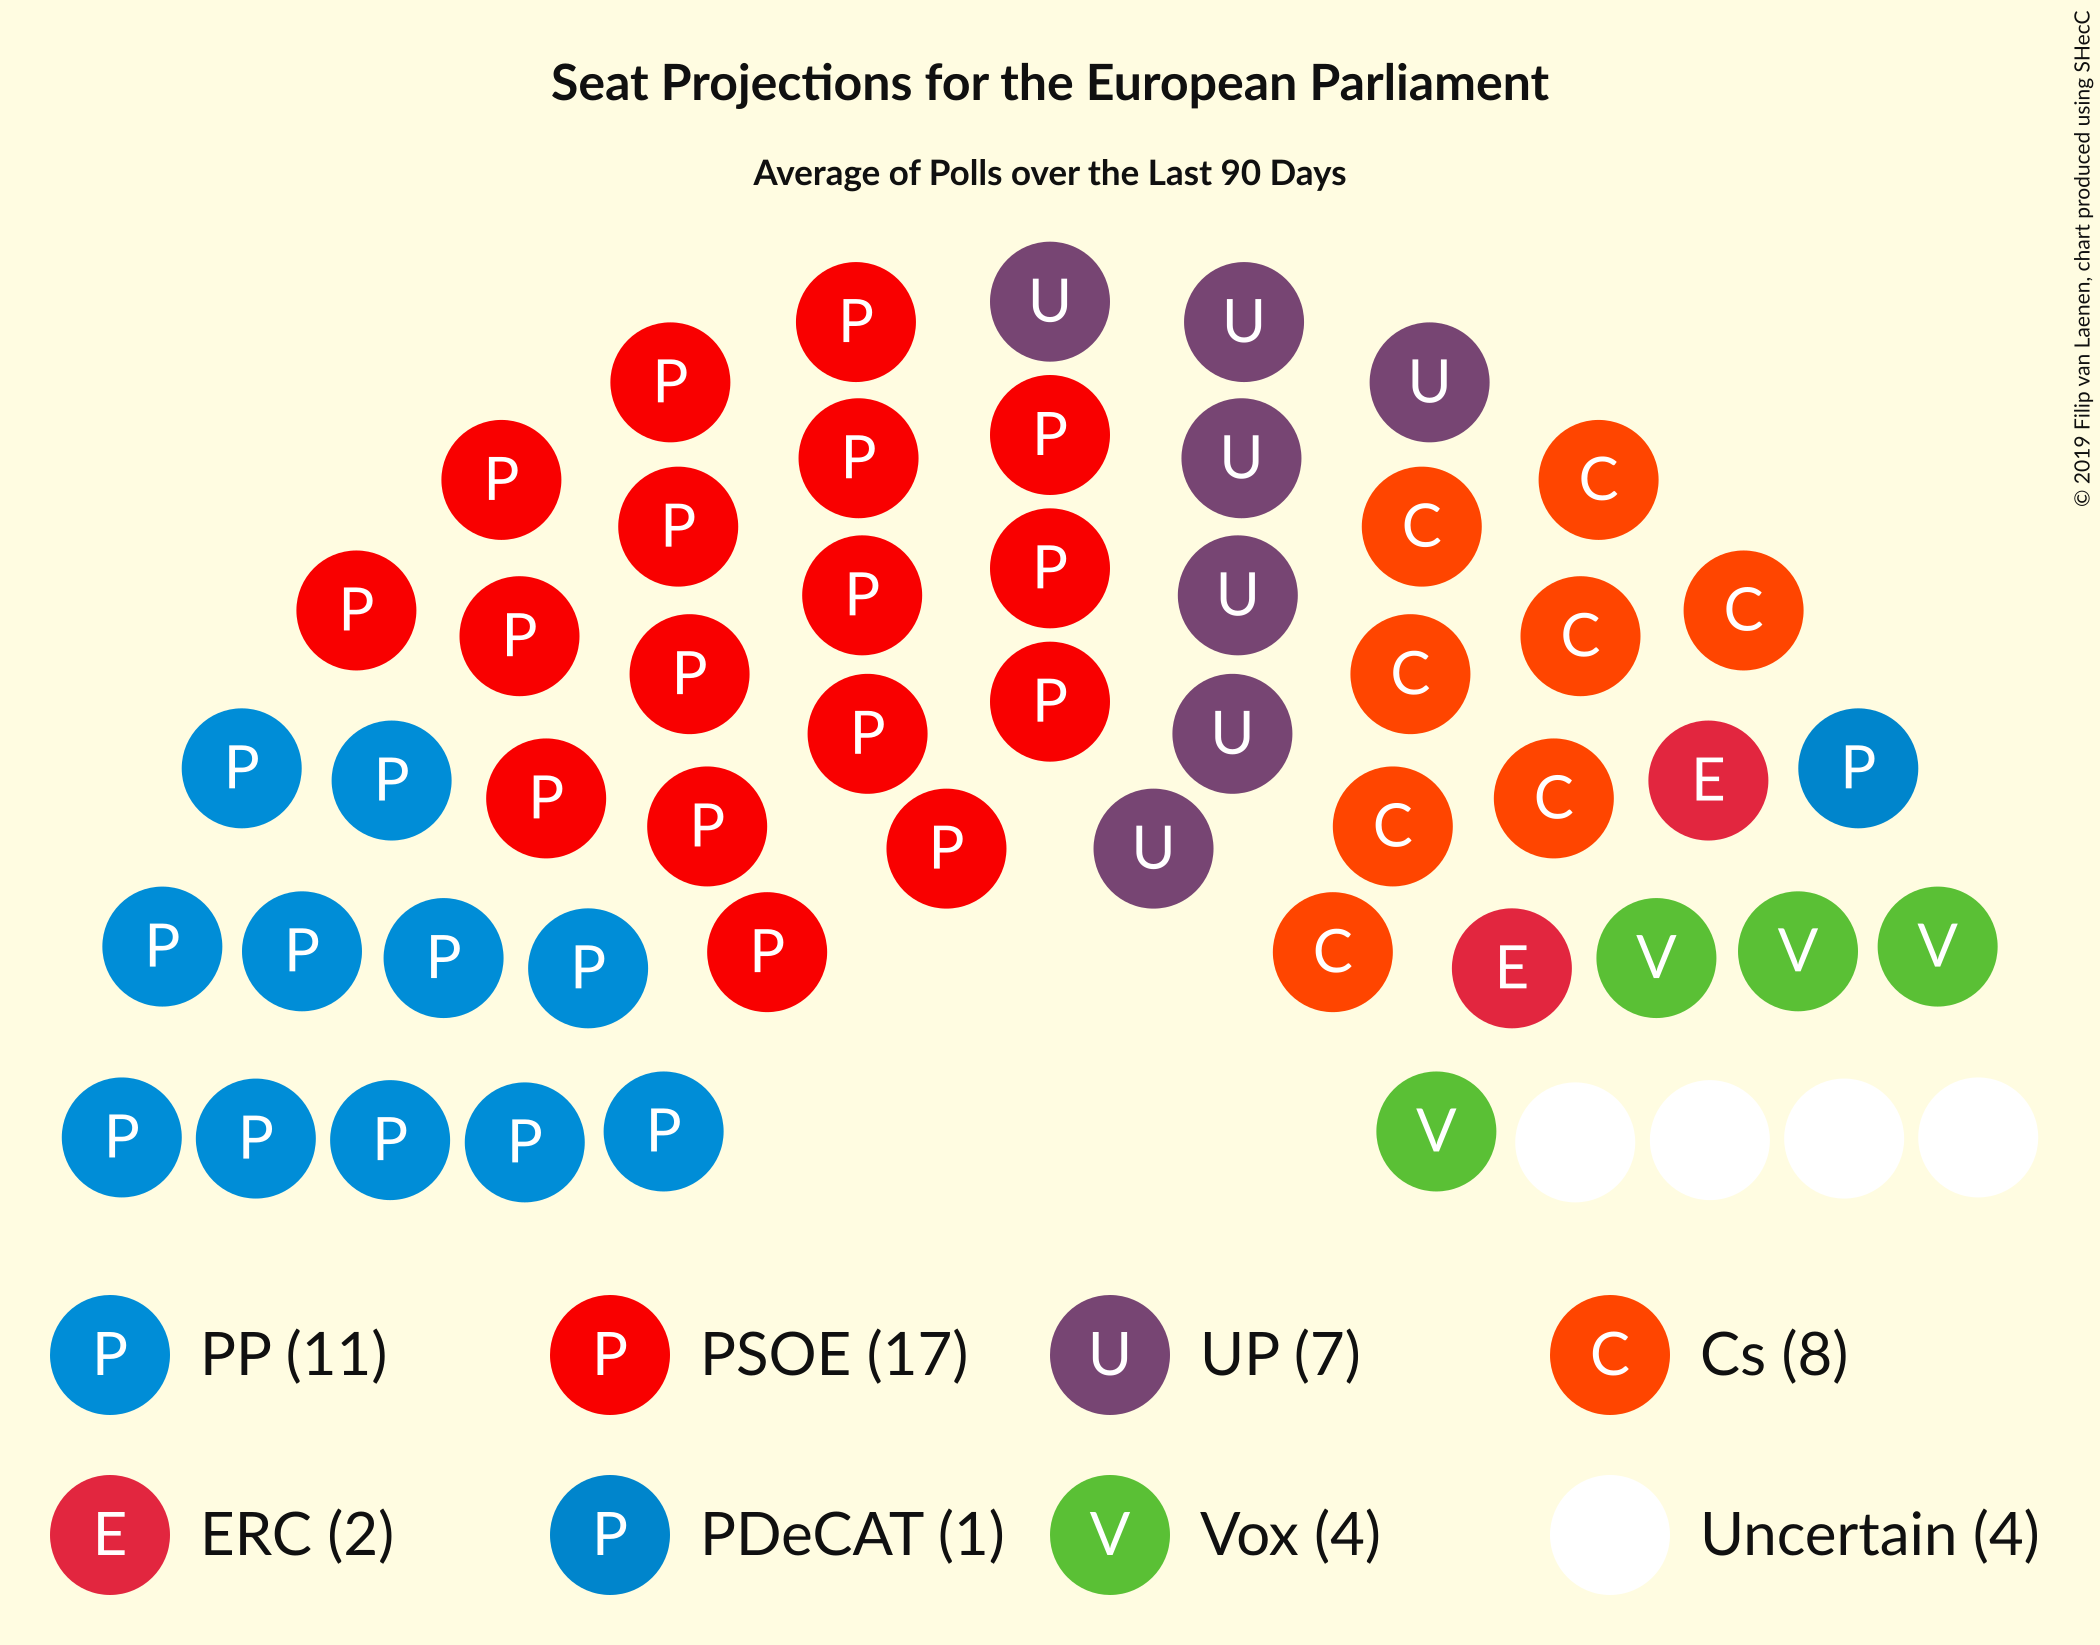 Seat Projections for the European Parliament
Average of Polls over the Last 90 Days
© 2019 Filip van Laenen, chart produced using SHecC
P U U
P U
P P C
P P U
P P C
P P C
P P U
P P C
P C
P P U
P P E P
P C
P C
P U
P P P P
P C
E V V V
P P P P P
V
P PP (11) P PSOE (17) U UP (7) C Cs (8)
E ERC (2) P PDeCAT (1) V Vox (4) Uncertain (4)